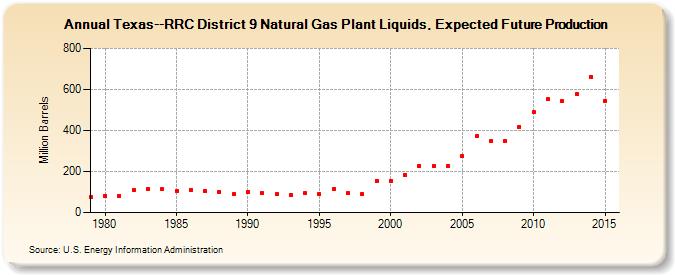 Annual Texas--RRC District 9 Natural Gas Plant Liquids, Expected Future Production
Million Barrels
800
600
400
200
0
1980 1985 1990 1995 2000 2005 2010 2015
Source: U.S. Energy Information Administration